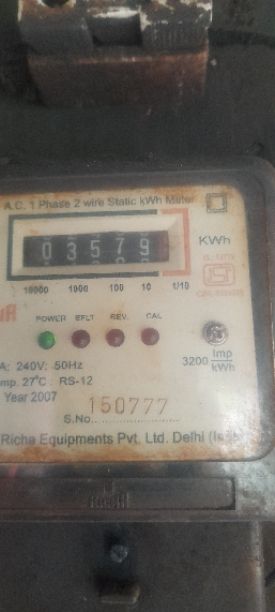 A.C. 1 Phase 2 wire Static kWh Meter
03579 KWh
10000 1000 100 10 1/10
POWER EFLT REV. CAL
3200 Imp/kWh
A: 240V: 50Hz
mp. 27°C : RS-12
Year 2007
150777
S.No.
Richa Equipments Pvt. Ltd. Delhi